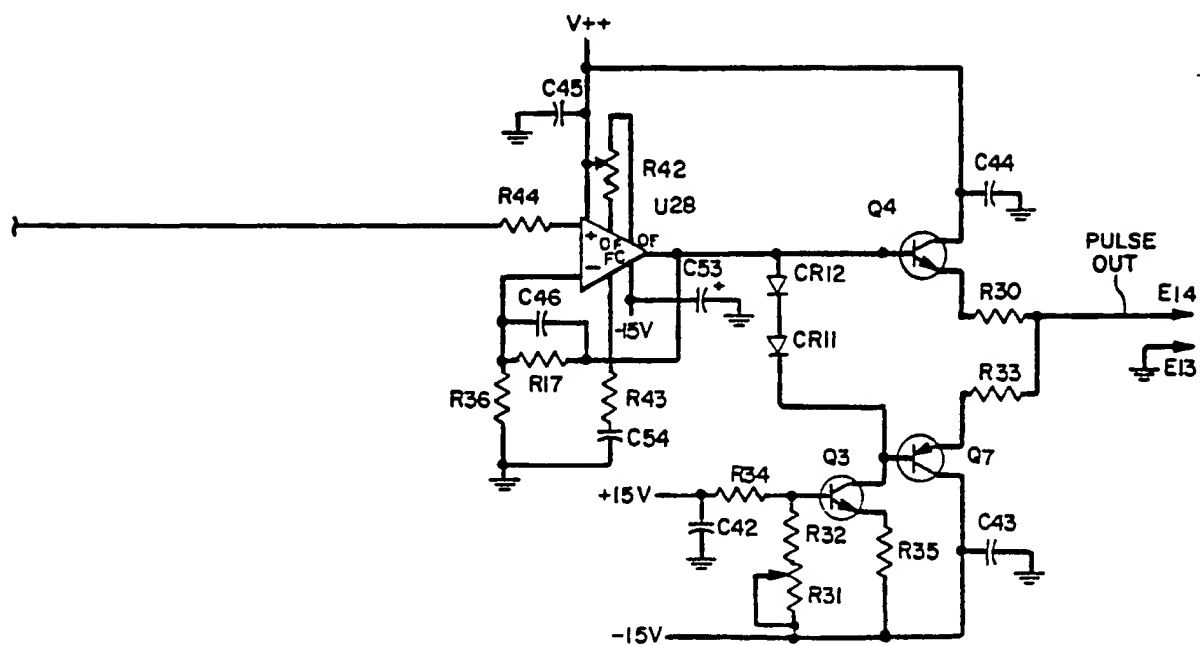 V++
C45
R42
C44
R44
U28
Q4
+
OF
OF
FC
−
PULSE
OUT
C53
+
CR12
E14
R30
C46
-15V
CR11
E13
R17
R33
R36
R43
C54
Q3
Q7
R34
+15V
C42
R32
C43
R35
R31
-15V